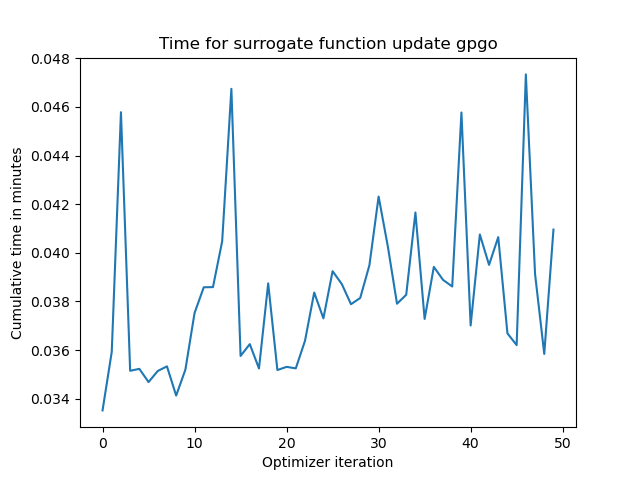 Time for surrogate function update gpgo
0.048
0.046
0.044
0.042
0.040
0.038
0.036
0.034
Cumulative time in minutes
0 10 20 30 40 50
Optimizer iteration